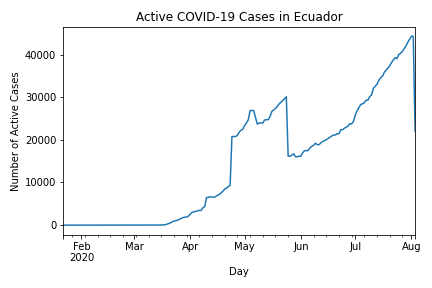 Active COVID-19 Cases in Ecuador
Number of Active Cases
40000
30000
20000
10000
0
Feb Mar Apr May Jun Jul Aug
2020
Day